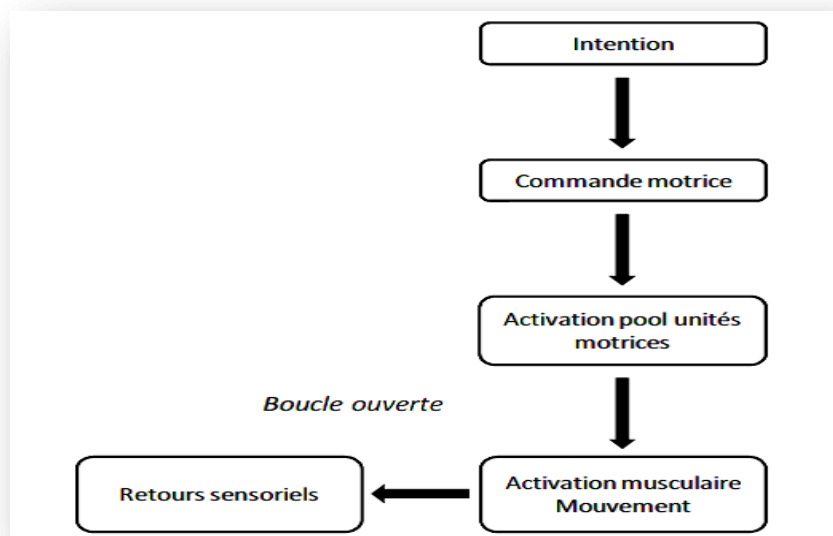 Intention
Commande motrice
Activation pool unités
motrices
Boucle ouverte
Retours sensoriels
Activation musculaire
Mouvement